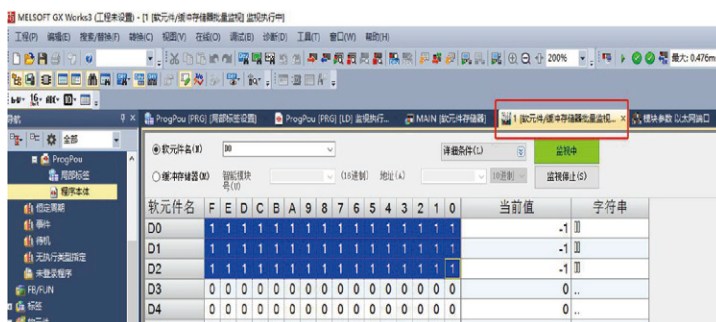 MELSOFT GX Works3 (工程未设置) - [1 [软元件/缓冲存储器批量监视] 监视执行中]
工程(P) 编辑(E) 搜索/替换(F) 转换(C) 视图(V) 在线(O) 调试(B) 诊断(D) 工具(T) 窗口(W) 帮助(H)
200% 最大: 0.476m
导航
ProgPou [PRG] [局部标签设置] ProgPou [PRG] [LD] 监视执行... MAIN [软元件存储器] 1 [软元件/缓冲存储器批量监视... × 模块参数 以太网端口
全部
ProgPou
局部标签
程序本体
恒定周期
事件
待机
无执行类型指定
未登录程序
FB/FUN
标签
软元件名(N) D0 详细条件(L) 监视中
缓冲存储器(M) 智能模块号(U) (16进制) 地址(A) 10进制 监视停止(S)
软元件名 F E D C B A 9 8 7 6 5 4 3 2 1 0 当前值 字符串
D0 1 1 1 1 1 1 1 1 1 1 1 1 1 1 1 1 -1
D1 1 1 1 1 1 1 1 1 1 1 1 1 1 1 1 1 -1
D2 1 1 1 1 1 1 1 1 1 1 1 1 1 1 1 1 -1
D3 0 0 0 0 0 0 0 0 0 0 0 0 0 0 0 0 0 ..
D4 0 0 0 0 0 0 0 0 0 0 0 0 0 0 0 0 0 ..